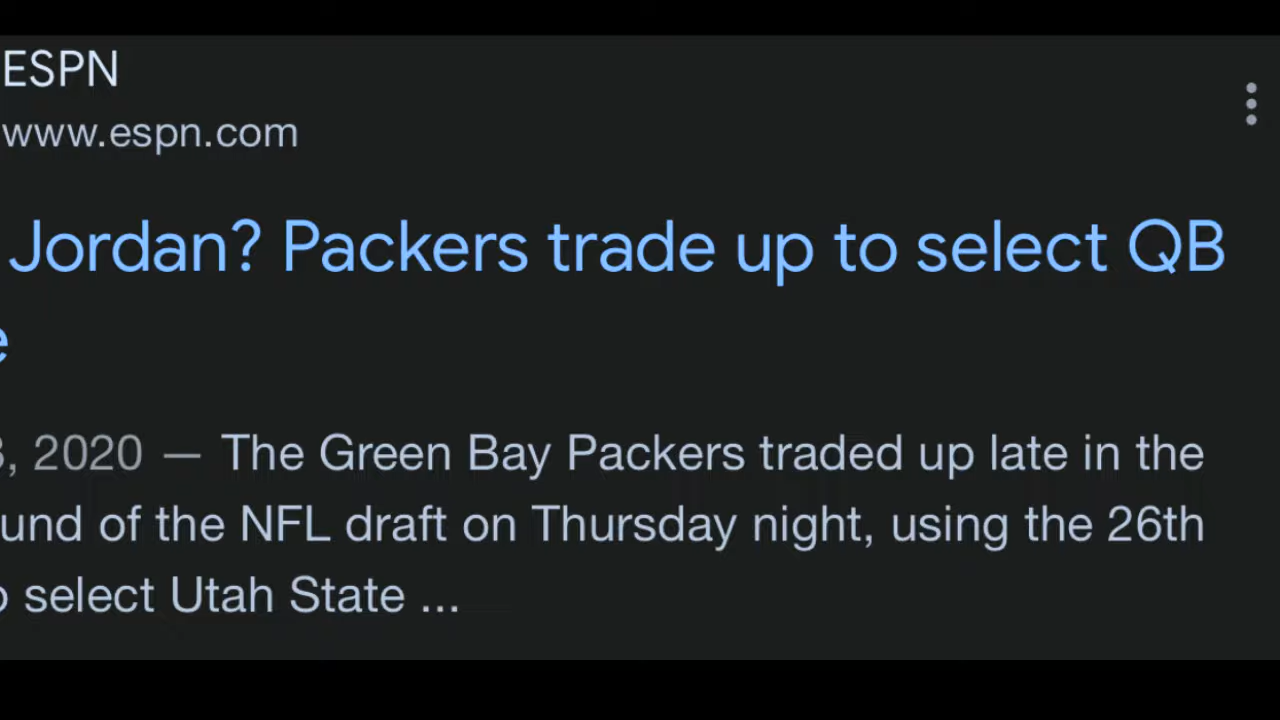 ESPN
www.espn.com
Jordan? Packers trade up to select QB
e
, 2020 — The Green Bay Packers traded up late in the
und of the NFL draft on Thursday night, using the 26th
o select Utah State ...